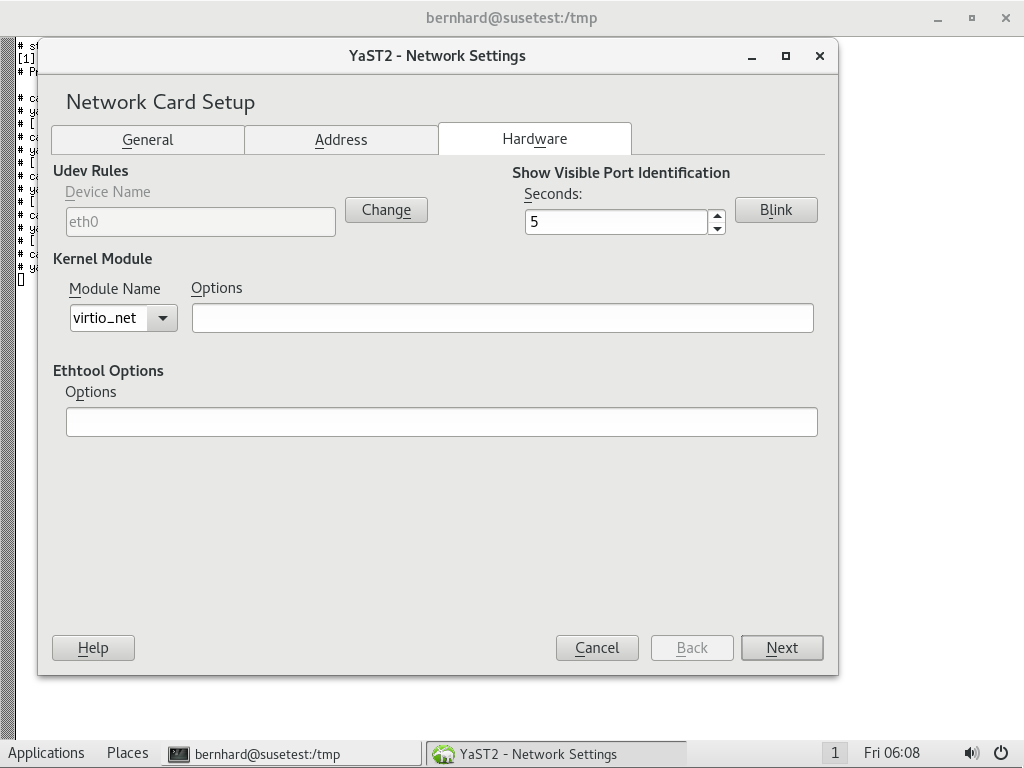 bernhard@susetest:/tmp
YaST2 - Network Settings
Network Card Setup
General
Address
Hardware
Udev Rules
Device Name
eth0
Change
Show Visible Port Identification
Seconds:
5
Blink
Kernel Module
Module Name
Options
virtio_net
Ethtool Options
Options
Help
Cancel
Back
Next
Applications
Places
bernhard@susetest:/tmp
YaST2 - Network Settings
1
Fri 06:08